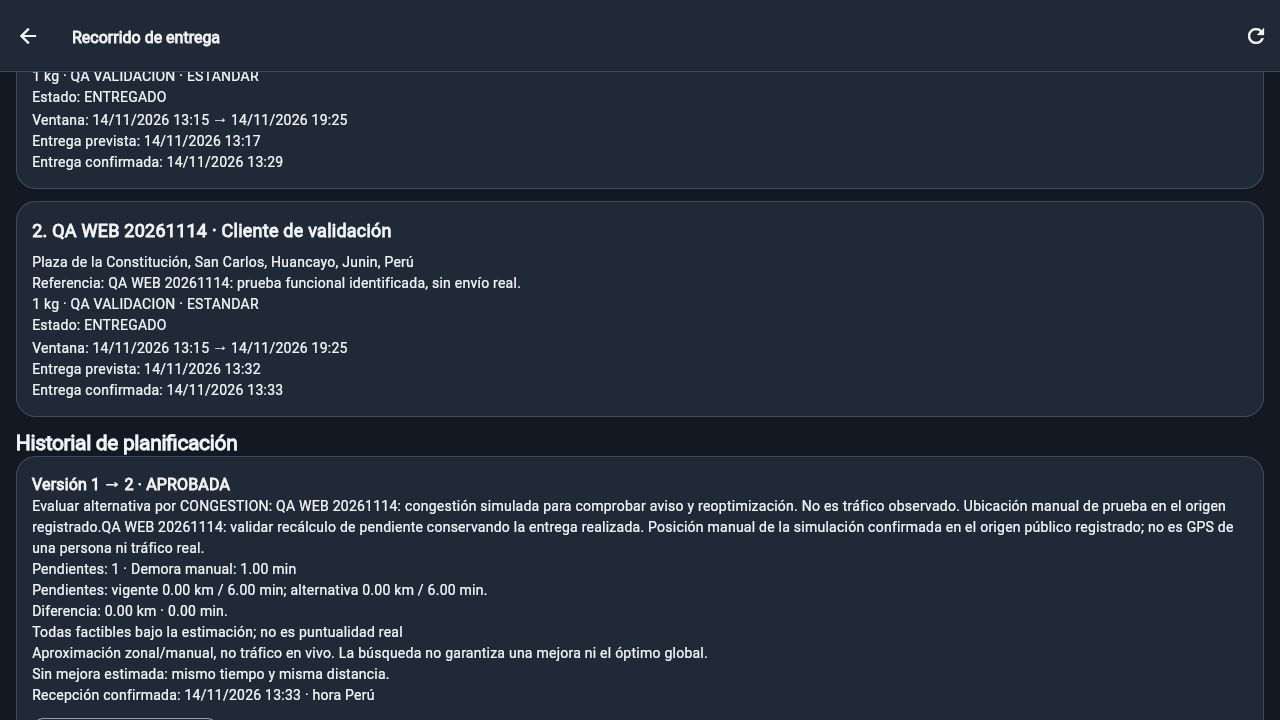 Recorrido de entrega
1 kg · QA VALIDACION · ESTANDAR
Estado: ENTREGADO
Ventana: 14/11/2026 13:15 → 14/11/2026 19:25
Entrega prevista: 14/11/2026 13:17
Entrega confirmada: 14/11/2026 13:29
2. QA WEB 20261114 · Cliente de validación
Plaza de la Constitución, San Carlos, Huancayo, Junin, Perú
Referencia: QA WEB 20261114: prueba funcional identificada, sin envío real.
1 kg · QA VALIDACION · ESTANDAR
Estado: ENTREGADO
Ventana: 14/11/2026 13:15 → 14/11/2026 19:25
Entrega prevista: 14/11/2026 13:32
Entrega confirmada: 14/11/2026 13:33
Historial de planificación
Versión 1 → 2 · APROBADA
Evaluar alternativa por CONGESTION: QA WEB 20261114: congestión simulada para comprobar aviso y reoptimización. No es tráfico observado. Ubicación manual de prueba en el origen
registrado.QA WEB 20261114: validar recálculo de pendiente conservando la entrega realizada. Posición manual de la simulación confirmada en el origen público registrado; no es GPS de
una persona ni tráfico real.
Pendientes: 1 · Demora manual: 1.00 min
Pendientes: vigente 0.00 km / 6.00 min; alternativa 0.00 km / 6.00 min.
Diferencia: 0.00 km · 0.00 min.
Todas factibles bajo la estimación; no es puntualidad real
Aproximación zonal/manual, no tráfico en vivo. La búsqueda no garantiza una mejora ni el óptimo global.
Sin mejora estimada: mismo tiempo y misma distancia.
Recepción confirmada: 14/11/2026 13:33 · hora Perú